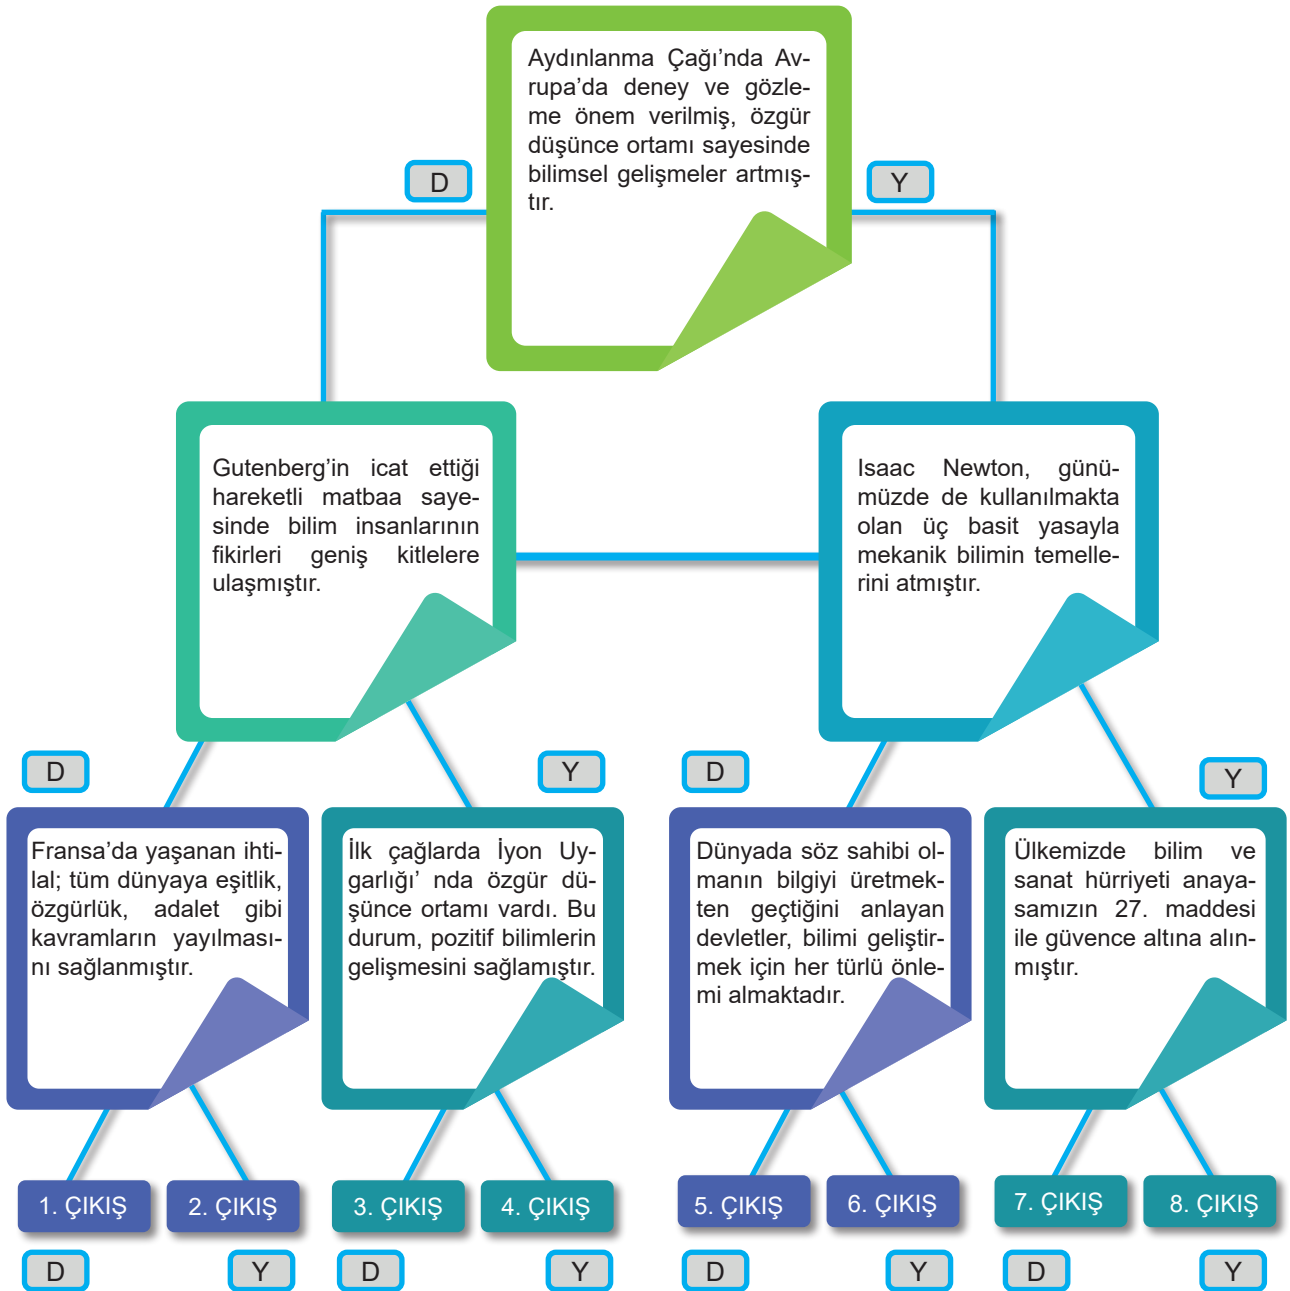 Aydınlanma Çağı’nda Av-
rupa’da deney ve gözle-
me önem verilmiş, özgür
düşünce ortamı sayesinde
bilimsel gelişmeler artmış-
tır.
D
Y
Gutenberg’in icat ettiği
hareketli matbaa saye-
sinde bilim insanlarının
fikirleri geniş kitlelere
ulaşmıştır.
Isaac Newton, günü-
müzde de kullanılmakta
olan üç basit yasayla
mekanik bilimin temelle-
rini atmıştır.
D
Y
D
Y
Fransa’da yaşanan ihti-
lal; tüm dünyaya eşitlik,
özgürlük, adalet gibi
kavramların yayılması-
nı sağlanmıştır.
İlk çağlarda İyon Uy-
garlığı’ nda özgür dü-
şünce ortamı vardı. Bu
durum, pozitif bilimlerin
gelişmesini sağlamıştır.
Dünyada söz sahibi ol-
manın bilgiyi üretmek-
ten geçtiğini anlayan
devletler, bilimi geliştir-
mek için her türlü önle-
mi almaktadır.
Ülkemizde bilim ve
sanat hürriyeti anaya-
samızın 27. maddesi
ile güvence altına alın-
mıştır.
1. ÇIKIŞ
2. ÇIKIŞ
3. ÇIKIŞ
4. ÇIKIŞ
5. ÇIKIŞ
6. ÇIKIŞ
7. ÇIKIŞ
8. ÇIKIŞ
D
Y
D
Y
D
Y
D
Y